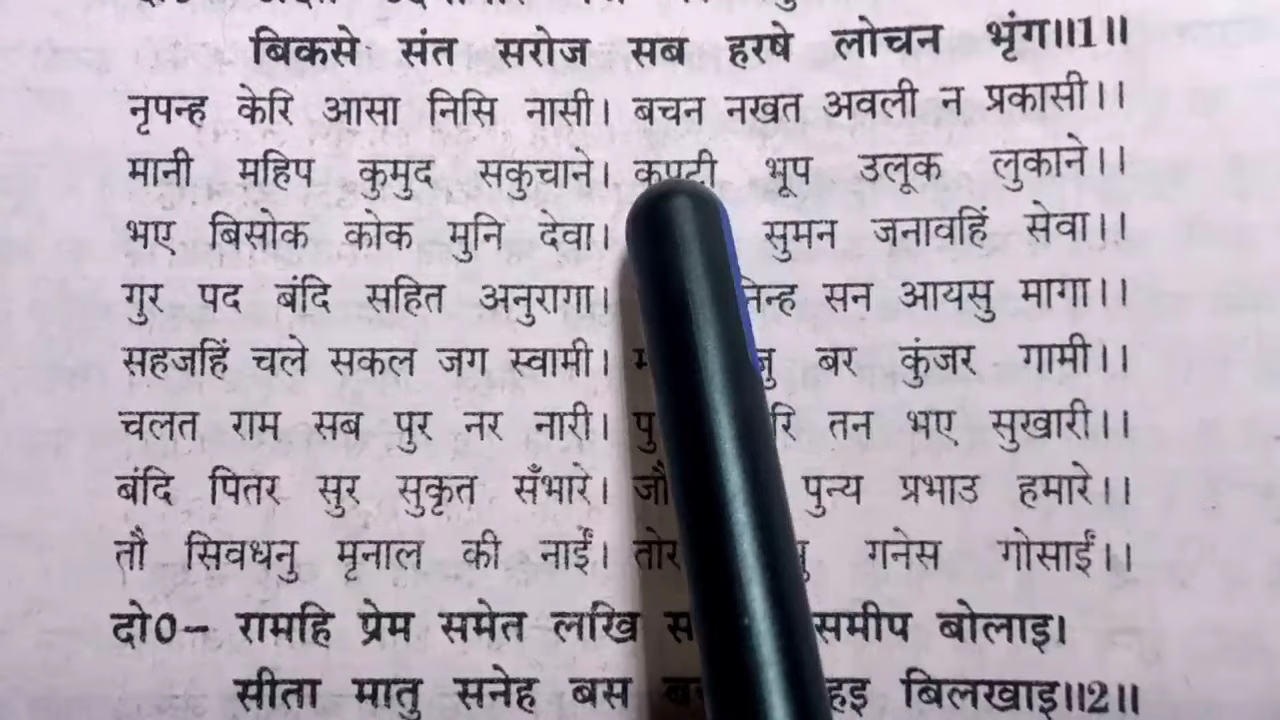 बिकसे संत सरोज सब हरषे लोचन भृंग॥1॥
नृपन्ह केरि आसा निसि नासी। बचन नखत अवली न प्रकासी।।
मानी महिप कुमुद सकुचाने। कपटी भूप उलूक लुकाने।।
भए बिसोक कोक मुनि देवा। सुमन जनावहिं सेवा।।
गुर पद बंदि सहित अनुरागा। सन आयसु मागा।।
सहजहिं चले सकल जग स्वामी। बर कुंजर गामी।।
चलत राम सब पुर नर नारी। तन भए सुखारी।।
बंदि पितर सुर सुकृत सँभारे। पुन्य प्रभाउ हमारे।।
तौ सिवधनु मृनाल की नाईं। गनेस गोसाईं।।
दो0– रामहि प्रेम समेत लखि समीप बोलाइ।
सीता मातु सनेह बस बिलखाइ॥2॥